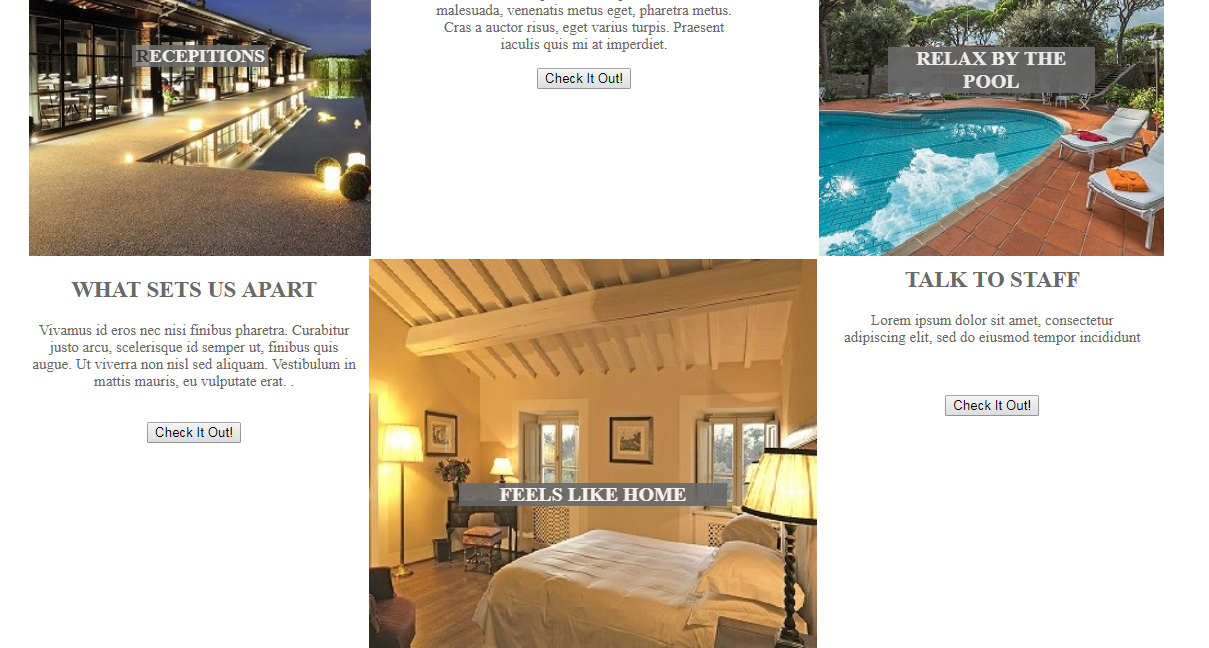 malesuada, venenatis metus eget, pharetra metus.
Cras a auctor risus, eget varius turpis. Praesent
iaculis quis mi at imperdiet.
Check It Out!
RECEPITIONS
RELAX BY THE
POOL
WHAT SETS US APART
Vivamus id eros nec nisi finibus pharetra. Curabitur
justo arcu, scelerisque id semper ut, finibus quis
augue. Ut viverra non nisl sed aliquam. Vestibulum in
mattis mauris, eu vulputate erat. .
Check It Out!
FEELS LIKE HOME
TALK TO STAFF
Lorem ipsum dolor sit amet, consectetur
adipiscing elit, sed do eiusmod tempor incididunt
Check It Out!